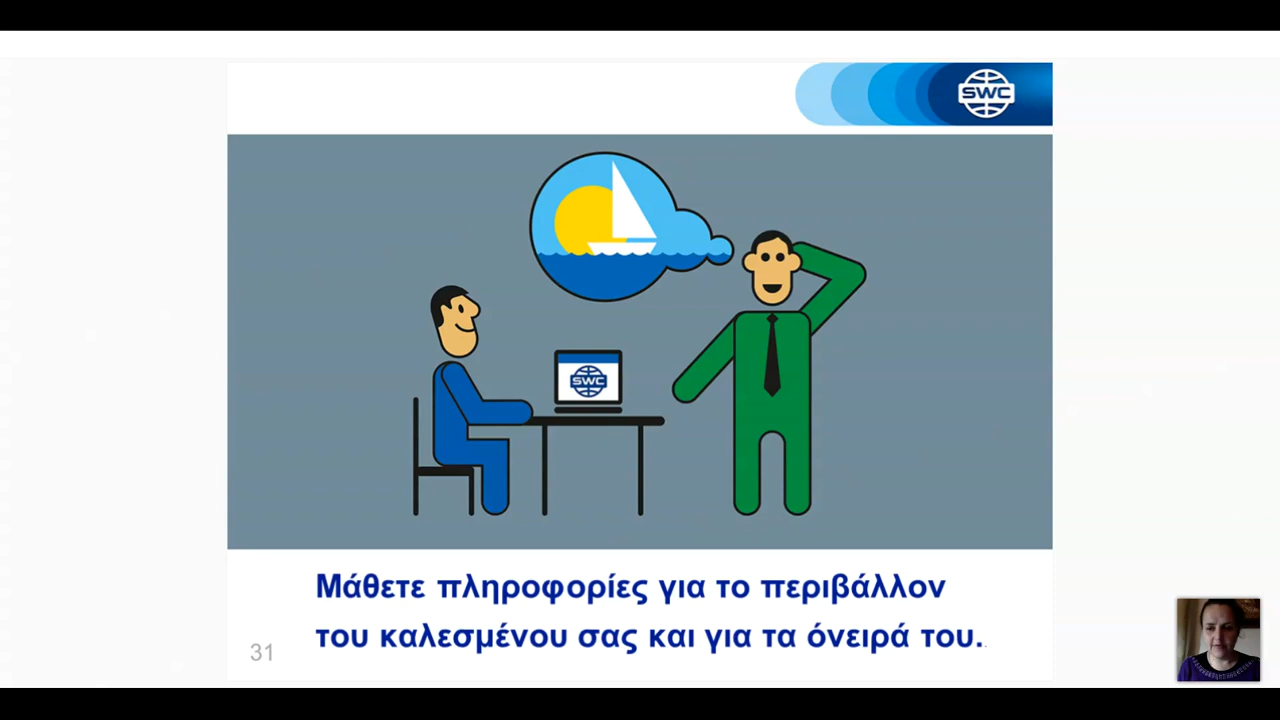 SWC
SWC
Μάθετε πληροφορίες για το περιβάλλον
του καλεσμένου σας και για τα όνειρά του.
31